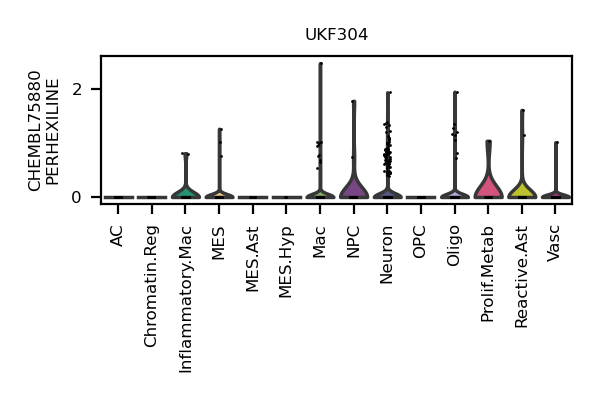 UKF304
CHEMBL75880
PERHEXILINE
2
0
AC
Chromatin.Reg
Inflammatory.Mac
MES
MES.Ast
MES.Hyp
Mac
NPC
Neuron
OPC
Oligo
Prolif.Metab
Reactive.Ast
Vasc